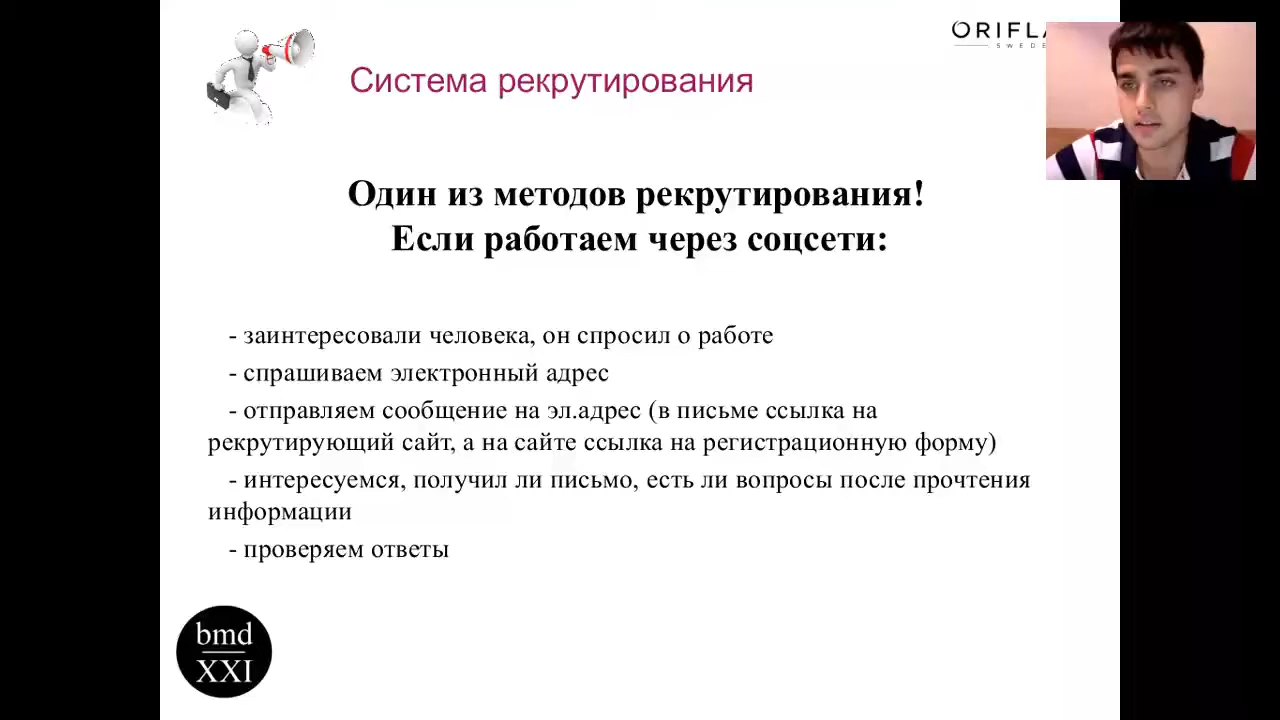 SWEDE
Система рекрутирования
Один из методов рекрутирования!
Если работаем через соцсети:
- заинтересовали человека, он спросил о работе
- спрашиваем электронный адрес
- отправляем сообщение на эл.адрес (в письме ссылка на
рекрутирующий сайт, а на сайте ссылка на регистрационную форму)
- интересуемся, получил ли письмо, есть ли вопросы после прочтения
информации
- проверяем ответы
bmd
XXI